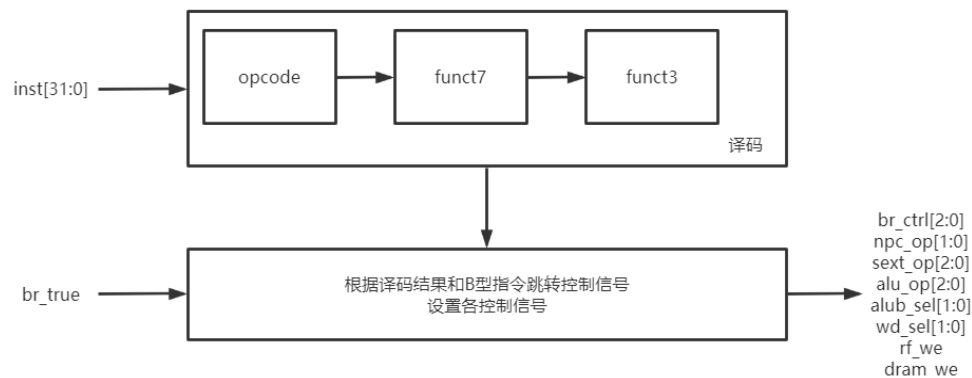 opcode
funct7
funct3
inst[31:0]
译码
br_true
根据译码结果和B型指令跳转控制信号
设置各控制信号
br_ctrl[2:0]
npc_op[1:0]
sext_op[2:0]
alu_op[2:0]
alub_sel[1:0]
wd_sel[1:0]
rf_we
dram_we